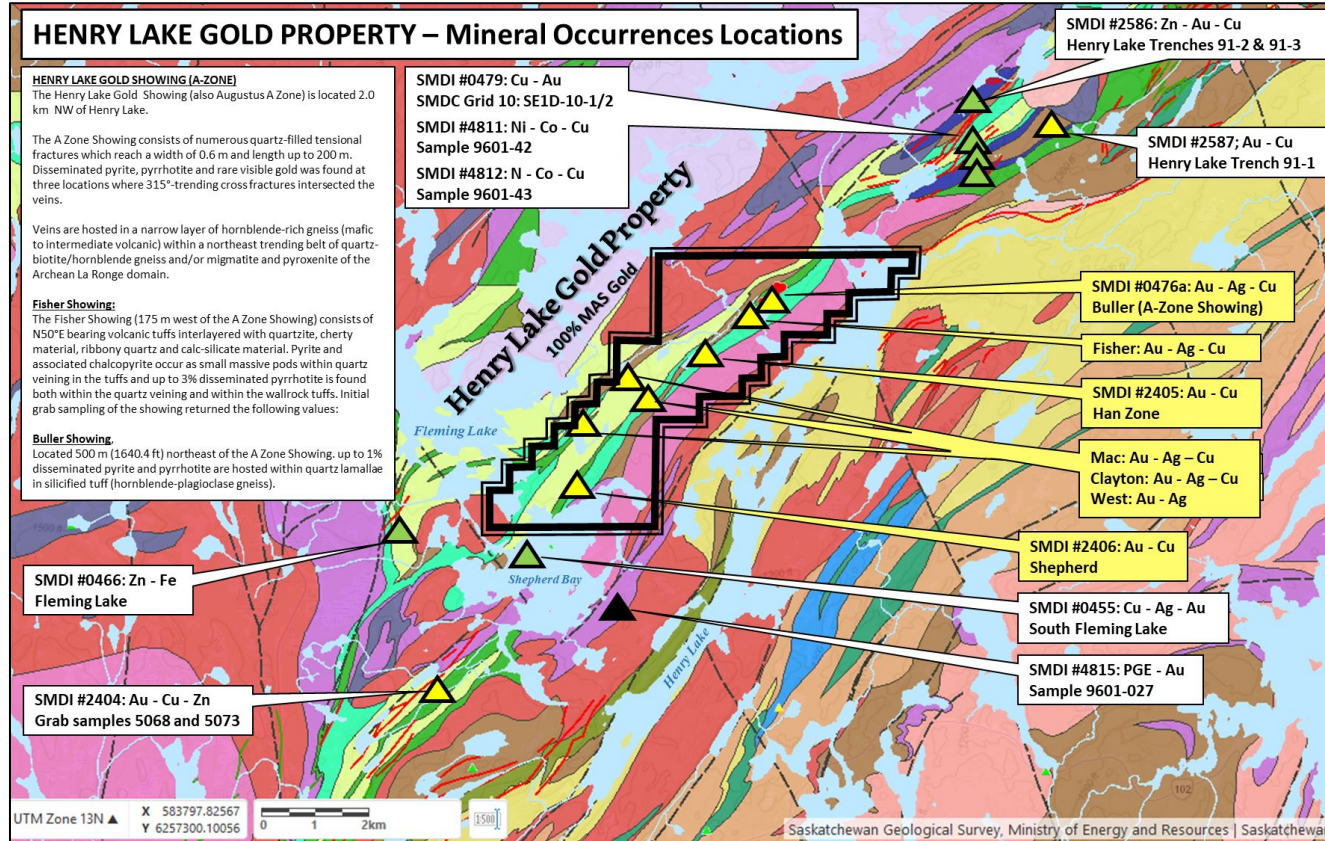 HENRY LAKE GOLD PROPERTY – Mineral Occurrences Locations
HENRY LAKE GOLD SHOWING (A-ZONE)
The Henry Lake Gold Showing (also Augustus A Zone) is located 2.0
km NW of Henry Lake.
The A Zone Showing consists of numerous quartz-filled tensional
fractures which reach a width of 0.6 m and length up to 200 m.
Disseminated pyrite, pyrrhotite and rare visible gold was found at
three locations where 315°-trending cross fractures intersected the
veins.
Veins are hosted in a narrow layer of hornblende-rich gneiss (mafic
to intermediate volcanic) within a northeast trending belt of quartz-
biotite/hornblende gneiss and/or migmatite and pyroxenite of the
Archean La Ronge domain.
Fisher Showing:
The Fisher Showing (175 m west of the A Zone Showing) consists of
N50°E bearing volcanic tuffs interlayered with quartzite, cherty
material, ribbony quartz and calc-silicate material. Pyrite and
associated chalcopyrite occur as small massive pods within quartz
veining in the tuffs and up to 3% disseminated pyrrhotite is found
both within the quartz veining and within the wallrock tuffs. Initial
grab sampling of the showing returned the following values:
Buller Showing,
Located 500 m (1640.4 ft) northeast of the A Zone Showing. up to 1%
disseminated pyrite and pyrrhotite are hosted within quartz lamallae
in silicified tuff (hornblende-plagioclase gneiss).
SMDI #0479: Cu - Au
SMDC Grid 10: SE1D-10-1/2
SMDI #4811: Ni - Co - Cu
Sample 9601-42
SMDI #4812: N - Co - Cu
Sample 9601-43
SMDI #2586: Zn - Au - Cu
Henry Lake Trenches 91-2 & 91-3
SMDI #2587; Au - Cu
Henry Lake Trench 91-1
Henry Lake Gold Property
100% MAS Gold
SMDI #0476a: Au - Ag - Cu
Buller (A-Zone Showing)
Fisher: Au - Ag - Cu
SMDI #2405: Au - Cu
Han Zone
Mac: Au - Ag – Cu
Clayton: Au - Ag – Cu
West: Au - Ag
SMDI #2406: Au - Cu
Shepherd
SMDI #0455: Cu - Ag - Au
South Fleming Lake
SMDI #4815: PGE - Au
Sample 9601-027
Fleming Lake
Shepherd Bay
Henry Lake
SMDI #0466: Zn - Fe
Fleming Lake
SMDI #2404: Au - Cu - Zn
Grab samples 5068 and 5073
102
UTM Zone 13N ▲
X 583797.82567
Y 6257300.10056
0 1 2km
1:500
Saskatchewan Geological Survey, Ministry of Energy and Resources | Saskatchewan